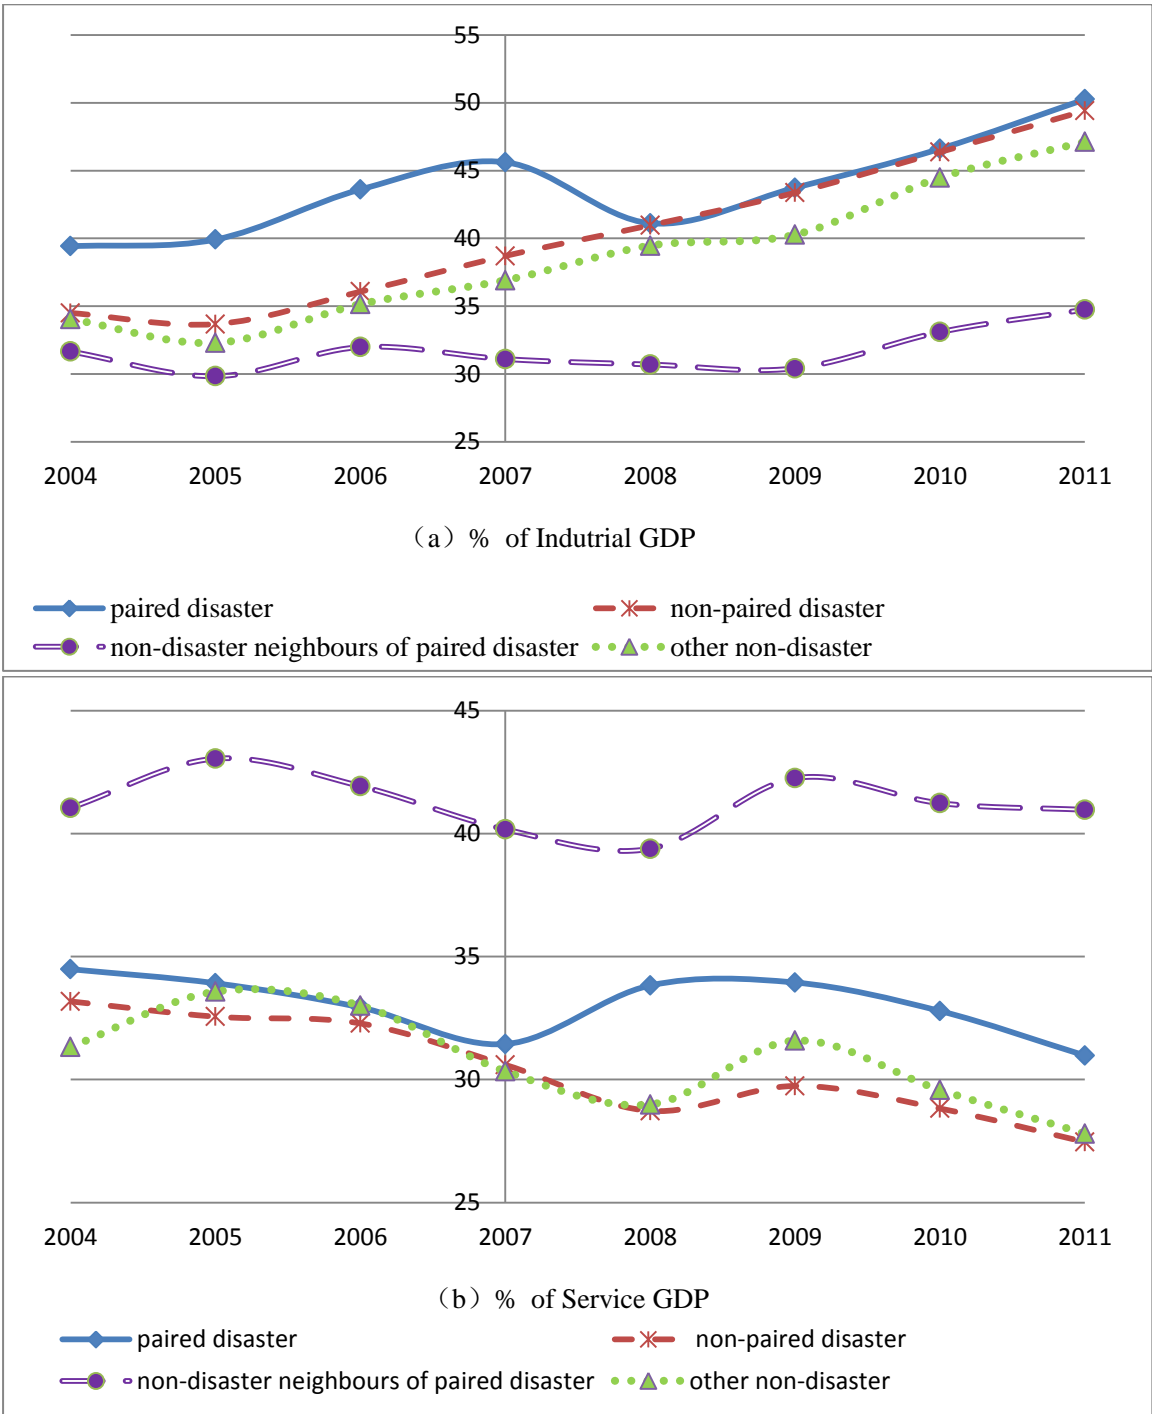 55
50
45
40
35
30
25
2004 2005 2006 2007 2008 2009 2010 2011
（a）% of Indutrial GDP
paired disaster non-paired disaster
non-disaster neighbours of paired disaster other non-disaster
45
40
35
30
25
2004 2005 2006 2007 2008 2009 2010 2011
（b）% of Service GDP
paired disaster non-paired disaster
non-disaster neighbours of paired disaster other non-disaster